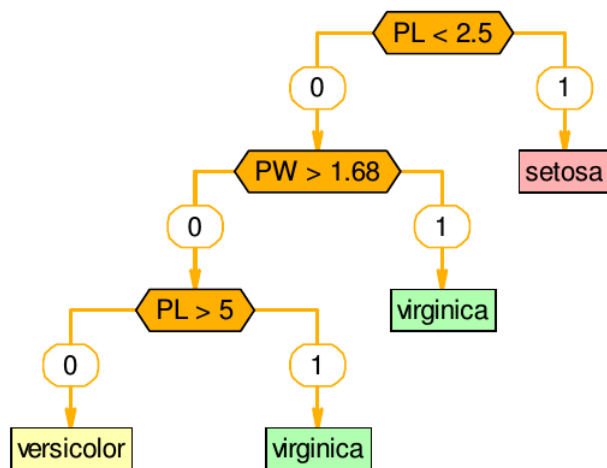 PL < 2.5
0
1
PW > 1.68
setosa
0
1
PL > 5
virginica
0
1
versicolor
virginica